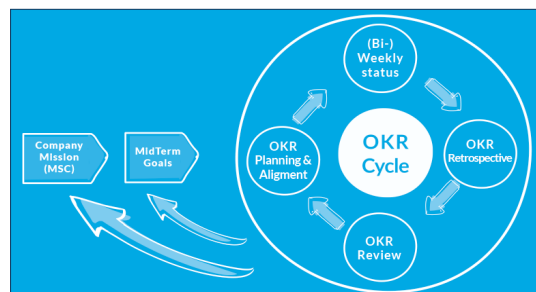 Company
Mission
(MSC)
MidTerm
Goals
(Bi-)
Weekly
status
OKR
Planning &
Aligment
OKR
Cycle
OKR
Retrospective
OKR
Review